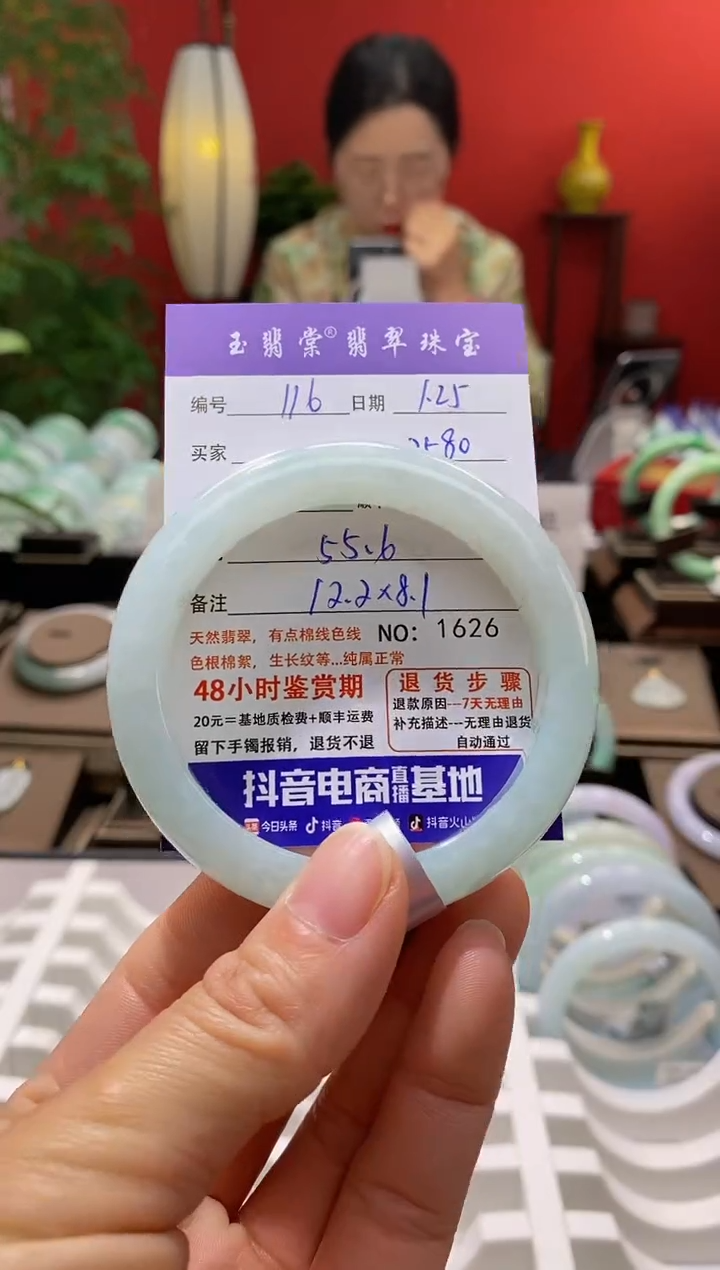 玉翡棠®翡翠珠宝
编号 116 日期 1.25
买家 2580
55.6
备注 12.2×8.1
天然翡翠，有点棉线色线 NO: 1626
色根棉絮，生长纹等...纯属正常
48小时鉴赏期
20元＝基地质检费+顺丰运费
留下手镯报销，退货不退
退货步骤
退款原因---7天无理由
补充描述---无理由退货
自动通过
抖音电商直播基地
今日头条 抖音 抖音火山